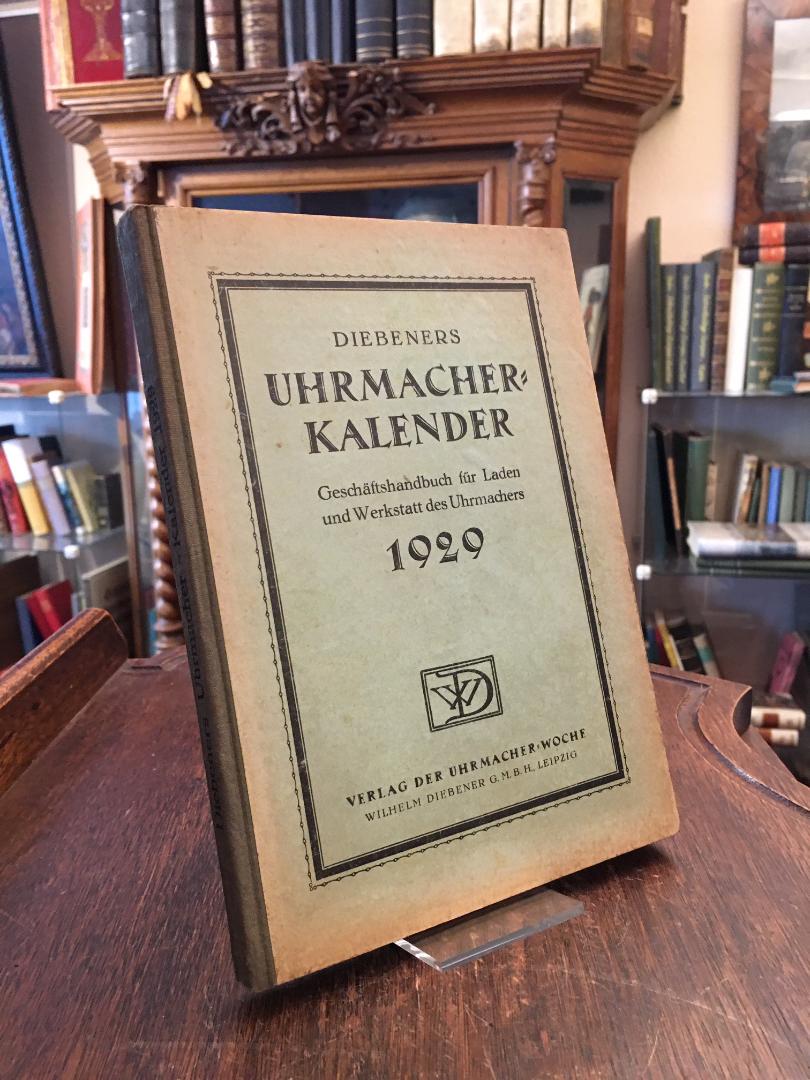 DIEBENERS
UHRMACHER-
KALENDER
Geschäftshandbuch für Laden
und Werkstatt des Uhrmachers
1929
WD
VERLAG DER UHRMACHER-WOCHE
WILHELM DIEBENER G.M.B.H., LEIPZIG
Diebeners Uhrmacher-Kalender 1929